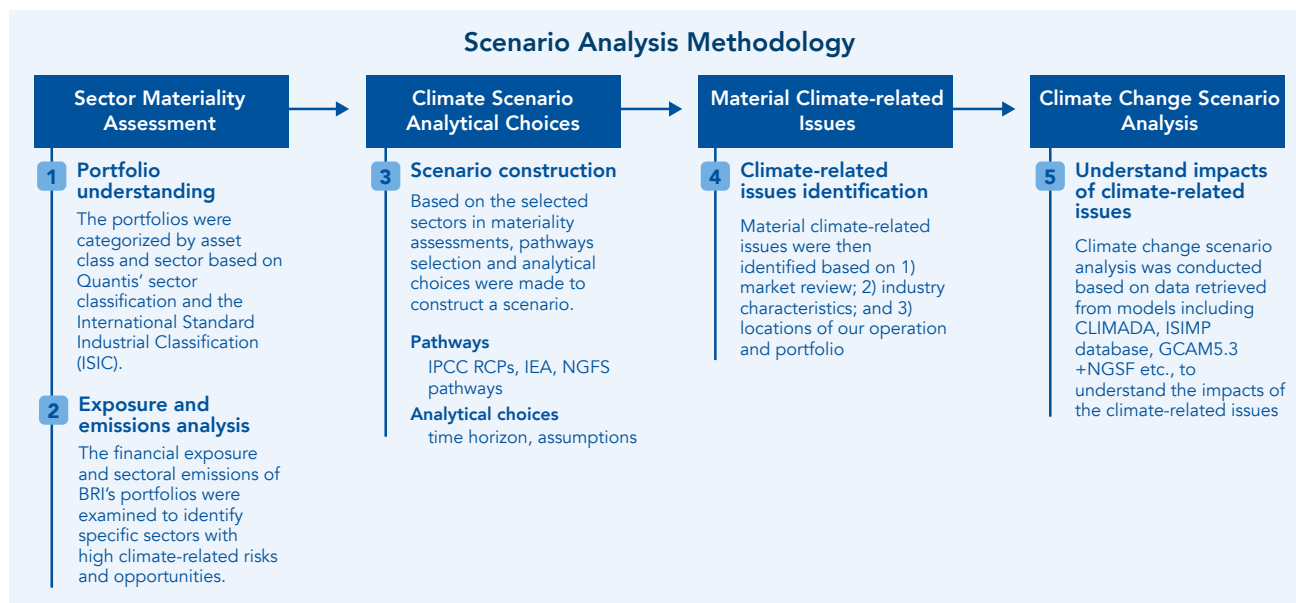 Scenario Analysis Methodology
Sector Materiality
Assessment
1
Portfolio
understanding
The portfolios were
categorized by asset
class and sector based on
Quantis' sector
classification and the
International Standard
Industrial Classification
(ISIC).
2
Exposure and
emissions analysis
The financial exposure
and sectoral emissions of
BRI's portfolios were
examined to identify
specific sectors with
high climate-related risks
and opportunities.
Climate Scenario
Analytical Choices
3
Scenario construction
Based on the selected
sectors in materiality
assessments, pathways
selection and analytical
choices were made to
construct a scenario.
Pathways
IPCC RCPs, IEA, NGFS
pathways
Analytical choices
time horizon, assumptions
Material Climate-related
Issues
4
Climate-related
issues identification
Material climate-related
issues were then
identified based on 1)
market review; 2) industry
characteristics; and 3)
locations of our operation
and portfolio
Climate Change Scenario
Analysis
5
Understand impacts
of climate-related
issues
Climate change scenario
analysis was conducted
based on data retrieved
from models including
CLIMADA, ISIMP
database, GCAM5.3
+NGSF etc., to
understand the impacts of
the climate-related issues